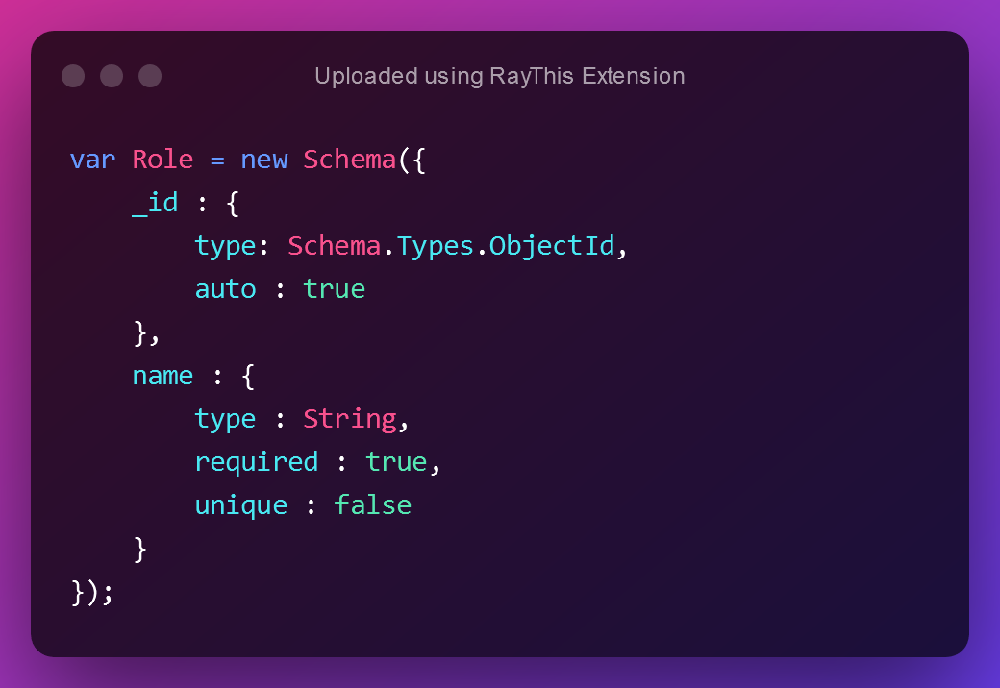 Uploaded using RayThis Extension
var Role = new Schema({
    _id : {
        type: Schema.Types.ObjectId,
        auto : true
    },
    name : {
        type : String,
        required : true,
        unique : false
    }
});